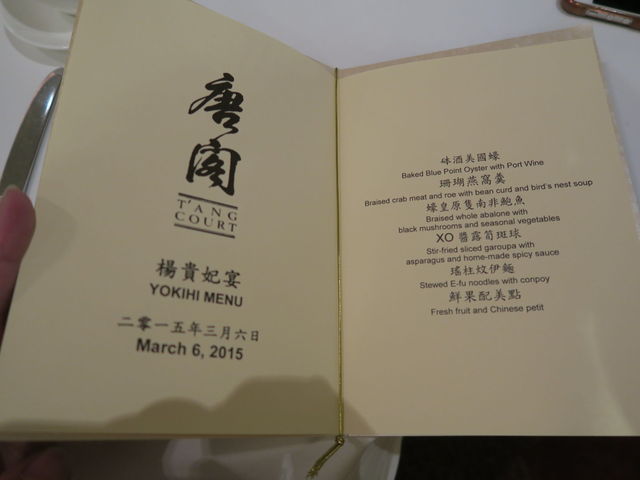 唐閣
T'ANG
COURT
楊貴妃宴
YOKIHI MENU
二零一五年三月六日
March 6, 2015
砵酒美國蠔
Baked Blue Point Oyster with Port Wine
珊瑚燕窩羹
Braised crab meat and roe with bean curd and bird's nest soup
蠔皇原隻南非鮑魚
Braised whole abalone with
black mushrooms and seasonal vegetables
XO 醬露筍斑球
Stir-fried sliced garoupa with
asparagus and home-made spicy sauce
瑤柱炆伊麵
Stewed E-fu noodles with conpoy
鮮果配美點
Fresh fruit and Chinese petit